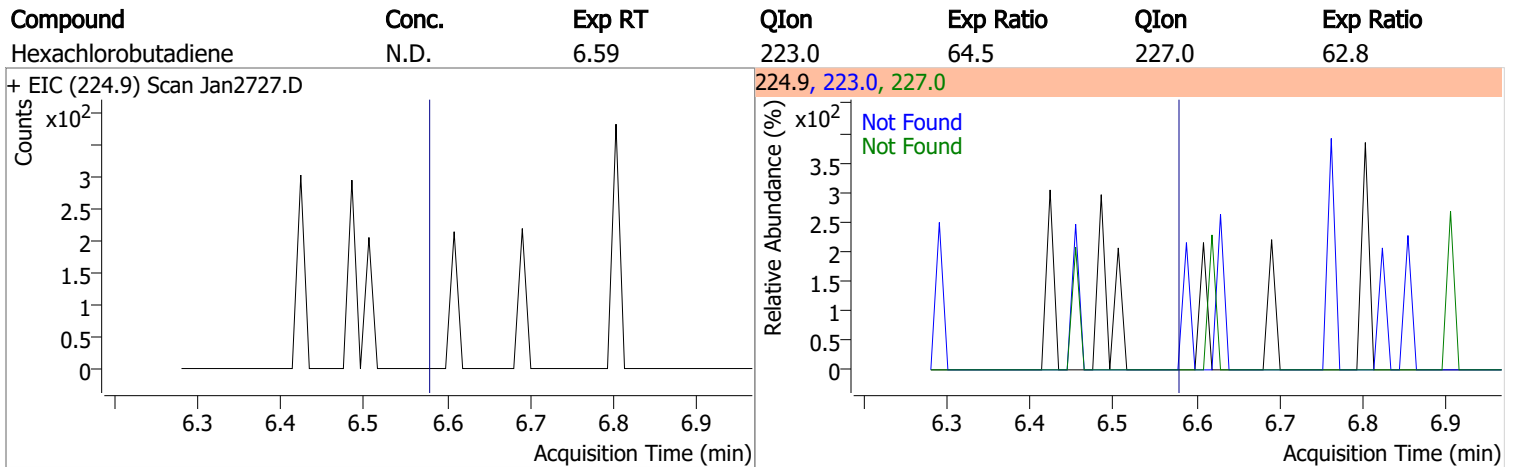 Compound Conc. Exp RT QIon Exp Ratio QIon Exp Ratio
Hexachlorobutadiene N.D. 6.59 223.0 64.5 227.0 62.8
+ EIC (224.9) Scan Jan2727.D
Counts
x10²
3
2.5
2
1.5
1
0.5
0
6.3 6.4 6.5 6.6 6.7 6.8 6.9
Acquisition Time (min)
224.9, 223.0, 227.0
Relative Abundance (%)
x10²
Not Found
Not Found
3.5
3
2.5
2
1.5
1
0.5
0
6.3 6.4 6.5 6.6 6.7 6.8 6.9
Acquisition Time (min)